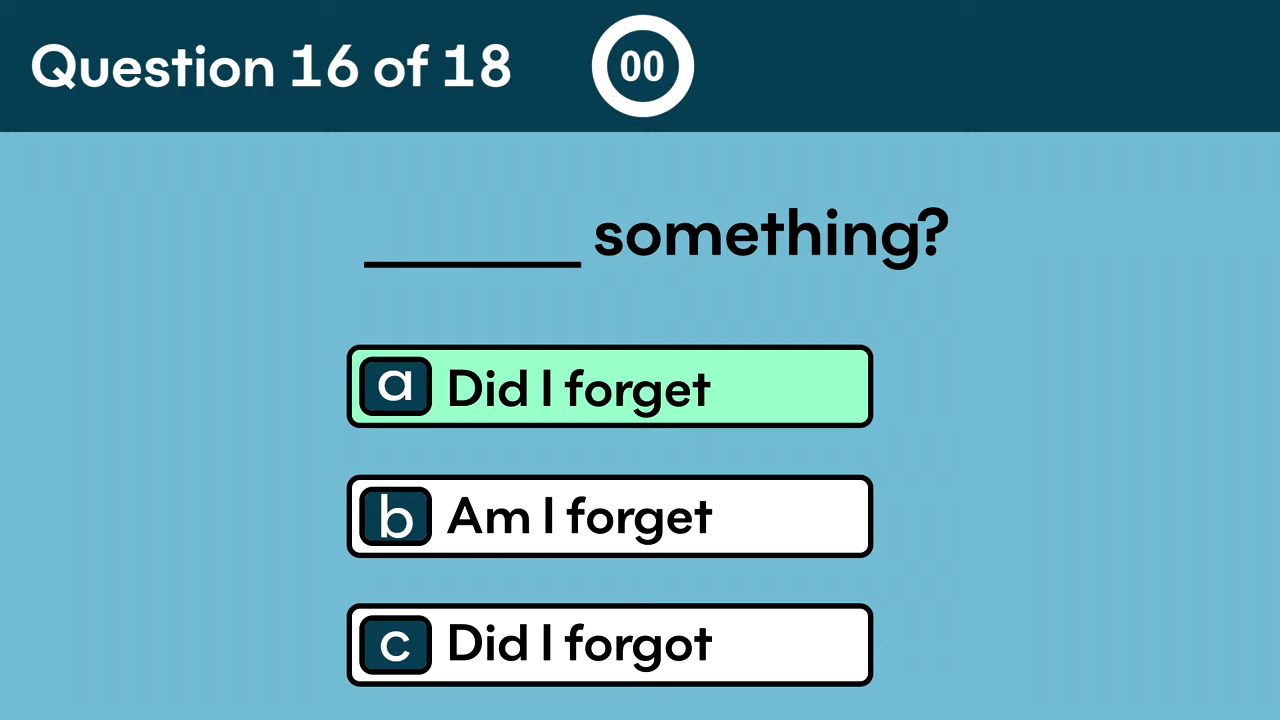 Question 16 of 18
00
______ something?
a Did I forget
b Am I forget
c Did I forgot